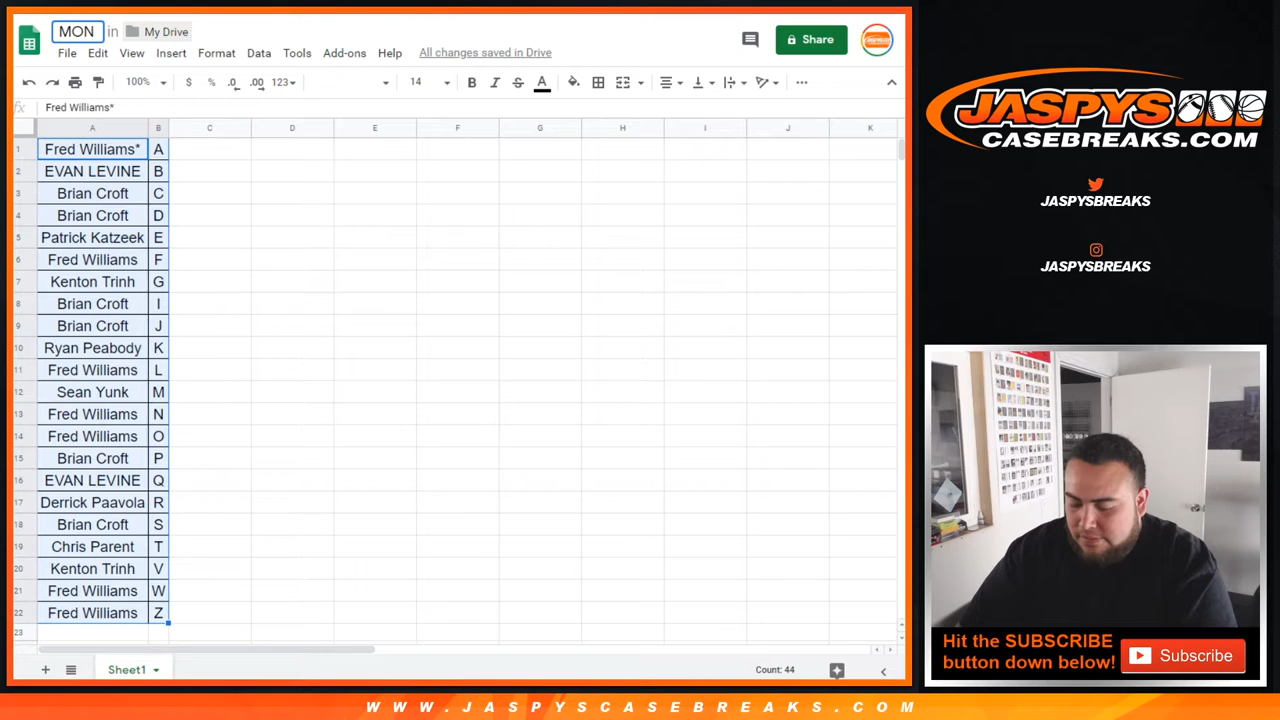 MON in My Drive
File Edit View Insert Format Data Tools Add-ons Help All changes saved in Drive
Share
100% $ % .0 .00 123 14 B I S A
fx Fred Williams*
A B C D E F G H I J K
1 Fred Williams* A
2 EVAN LEVINE B
3 Brian Croft C
4 Brian Croft D
5 Patrick Katzeek E
6 Fred Williams F
7 Kenton Trinh G
8 Brian Croft I
9 Brian Croft J
10 Ryan Peabody K
11 Fred Williams L
12 Sean Yunk M
13 Fred Williams N
14 Fred Williams O
15 Brian Croft P
16 EVAN LEVINE Q
17 Derrick Paavola R
18 Brian Croft S
19 Chris Parent T
20 Kenton Trinh V
21 Fred Williams W
22 Fred Williams Z
23
Sheet1 Count: 44
JASPYS
CASEBREAKS.COM
JASPYSBREAKS
JASPYSBREAKS
Hit the SUBSCRIBE
button down below!
Subscribe
WWW.JASPYSCASEBREAKS.COM